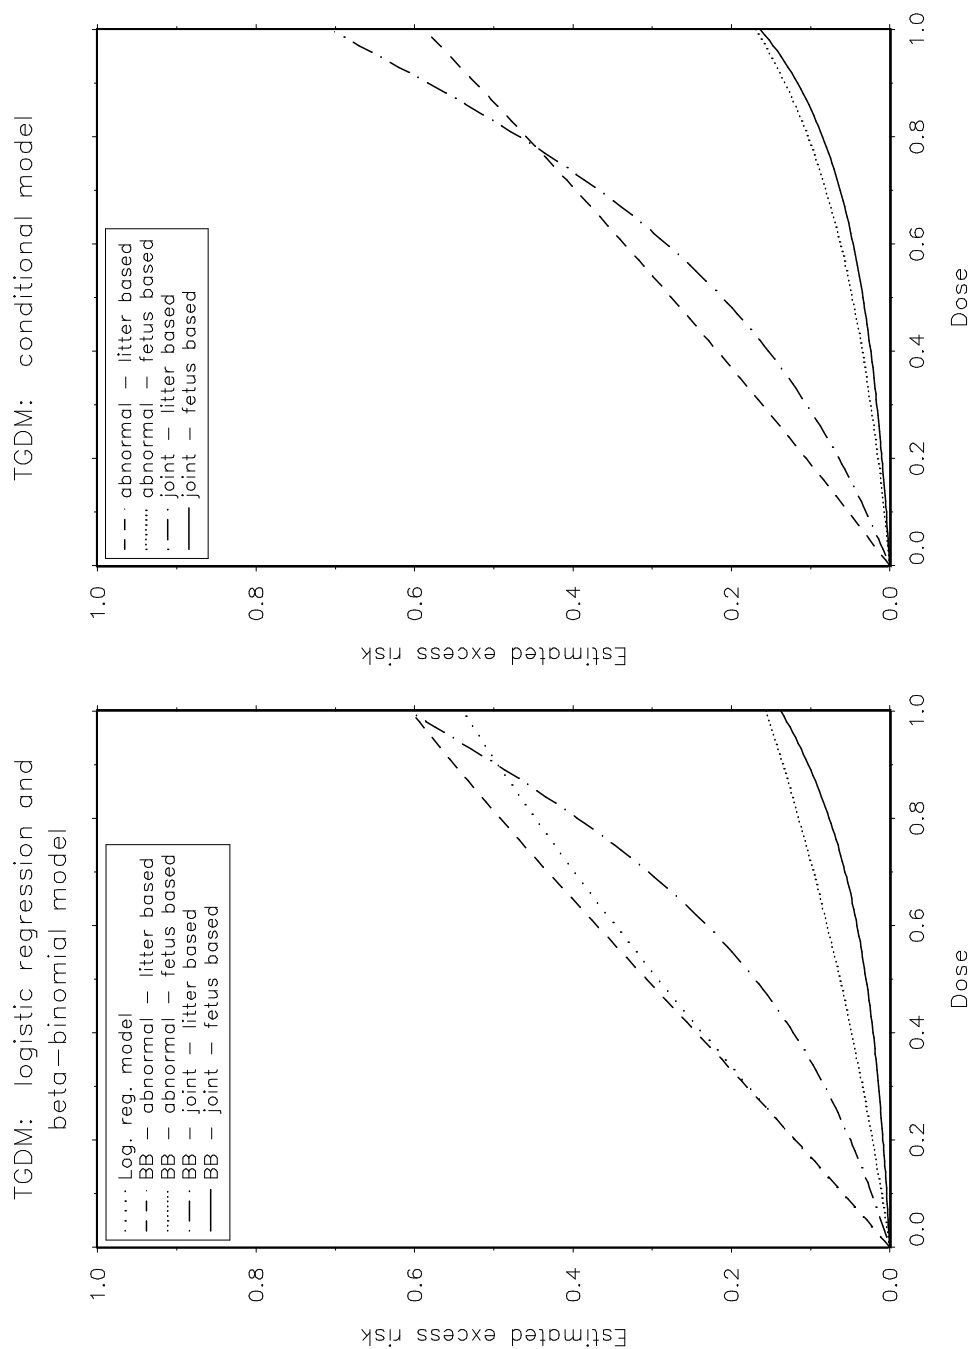 TGDM: logistic regression and
beta-binomial model
Log. reg. model
BB - abnormal - litter based
BB - abnormal - fetus based
BB - joint - litter based
BB - joint - fetus based
Estimated excess risk
1.0
0.8
0.6
0.4
0.2
0.0
0.0 0.2 0.4 0.6 0.8 1.0
Dose
TGDM: conditional model
abnormal - litter based
abnormal - fetus based
joint - litter based
joint - fetus based
Estimated excess risk
1.0
0.8
0.6
0.4
0.2
0.0
0.0 0.2 0.4 0.6 0.8 1.0
Dose